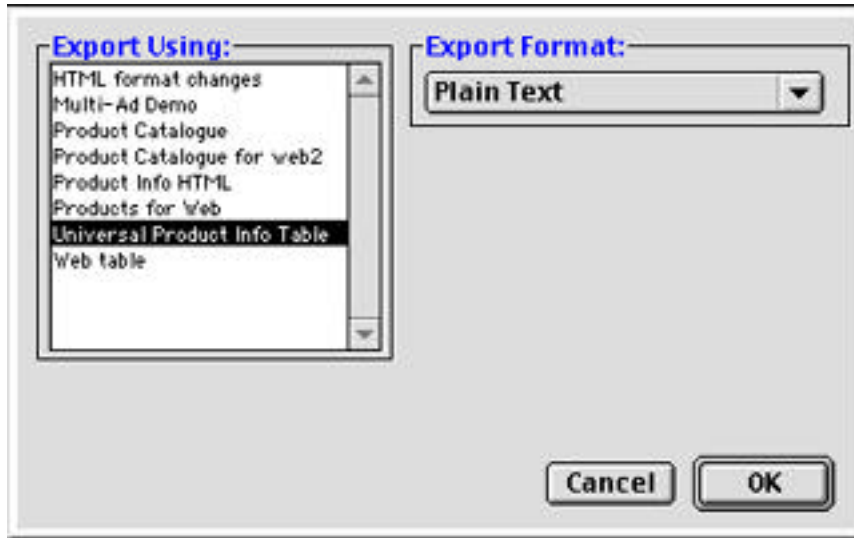 Export Using:
HTML format changes
Multi-Ad Demo
Product Catalogue
Product Catalogue for web2
Product Info HTML
Products for Web
Universal Product Info Table
Web table
Export Format:
Plain Text
Cancel
OK